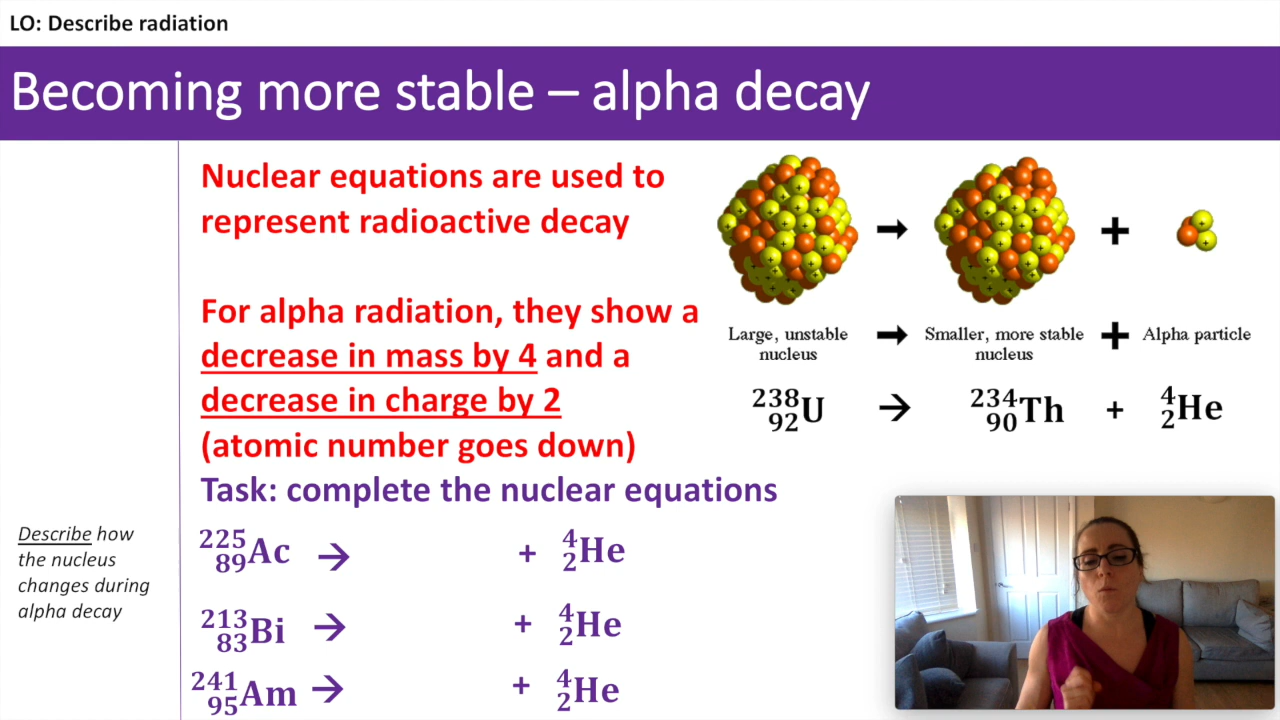 LO: Describe radiation
Becoming more stable – alpha decay
Nuclear equations are used to
represent radioactive decay
For alpha radiation, they show a
decrease in mass by 4 and a
decrease in charge by 2
(atomic number goes down)
Large, unstable
nucleus
→
Smaller, more stable
nucleus
+
Alpha particle
²³⁸₉₂U → ²³⁴₉₀Th + ⁴₂He
Task: complete the nuclear equations
²²⁵₈₉Ac → + ⁴₂He
²¹³₈₃Bi → + ⁴₂He
²⁴¹₉₅Am → + ⁴₂He
Describe how
the nucleus
changes during
alpha decay